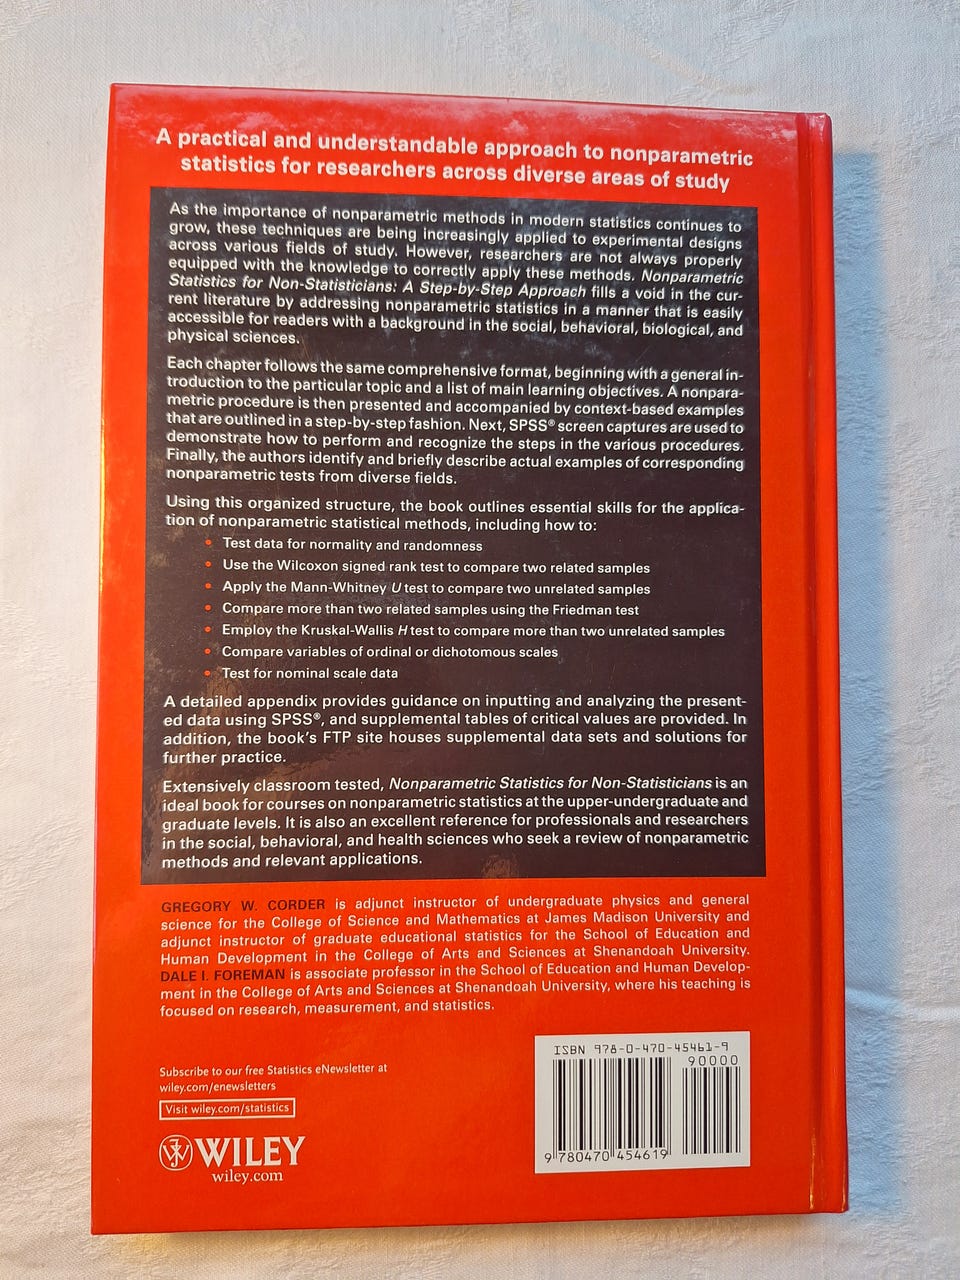 A practical and understandable approach to nonparametric
statistics for researchers across diverse areas of study
As the importance of nonparametric methods in modern statistics continues to
grow, these techniques are being increasingly applied to experimental designs
across various fields of study. However, researchers are not always properly
equipped with the knowledge to correctly apply these methods. Nonparametric
Statistics for Non-Statisticians: A Step-by-Step Approach fills a void in the cur-
rent literature by addressing nonparametric statistics in a manner that is easily
accessible for readers with a background in the social, behavioral, biological, and
physical sciences.
Each chapter follows the same comprehensive format, beginning with a general in-
troduction to the particular topic and a list of main learning objectives. A nonpara-
metric procedure is then presented and accompanied by context-based examples
that are outlined in a step-by-step fashion. Next, SPSS® screen captures are used to
demonstrate how to perform and recognize the steps in the various procedures.
Finally, the authors identify and briefly describe actual examples of corresponding
nonparametric tests from diverse fields.
Using this organized structure, the book outlines essential skills for the applica-
tion of nonparametric statistical methods, including how to:
• Test data for normality and randomness
• Use the Wilcoxon signed rank test to compare two related samples
• Apply the Mann-Whitney U test to compare two unrelated samples
• Compare more than two related samples using the Friedman test
• Employ the Kruskal-Wallis H test to compare more than two unrelated samples
• Compare variables of ordinal or dichotomous scales
• Test for nominal scale data
A detailed appendix provides guidance on inputting and analyzing the present-
ed data using SPSS®, and supplemental tables of critical values are provided. In
addition, the book's FTP site houses supplemental data sets and solutions for
further practice.
Extensively classroom tested, Nonparametric Statistics for Non-Statisticians is an
ideal book for courses on nonparametric statistics at the upper-undergraduate and
graduate levels. It is also an excellent reference for professionals and researchers
in the social, behavioral, and health sciences who seek a review of nonparametric
methods and relevant applications.
GREGORY W. CORDER is adjunct instructor of undergraduate physics and general
science for the College of Science and Mathematics at James Madison University and
adjunct instructor of graduate educational statistics for the School of Education and
Human Development in the College of Arts and Sciences at Shenandoah University.
DALE I. FOREMAN is associate professor in the School of Education and Human Develop-
ment in the College of Arts and Sciences at Shenandoah University, where his teaching is
focused on research, measurement, and statistics.
Subscribe to our free Statistics eNewsletter at
wiley.com/enewsletters
Visit wiley.com/statistics
WILEY
wiley.com
ISBN 978-0-470-45461-9
90000
9 780470 454619